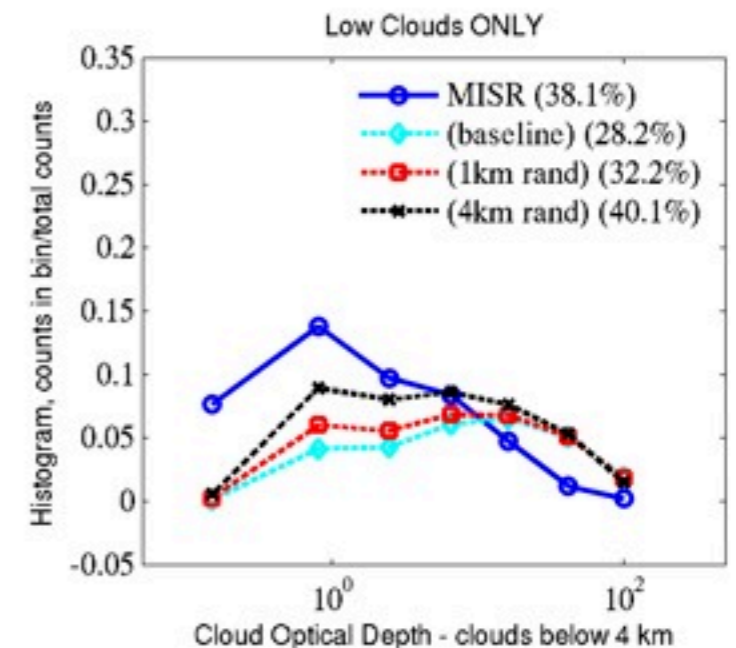 Low Clouds ONLY
0.35
0.3
0.25
0.2
0.15
0.1
0.05
0
-0.05
Histogram, counts in bin/total counts
MISR (38.1%)
(baseline) (28.2%)
(1km rand) (32.2%)
(4km rand) (40.1%)
10^0
10^2
Cloud Optical Depth - clouds below 4 km